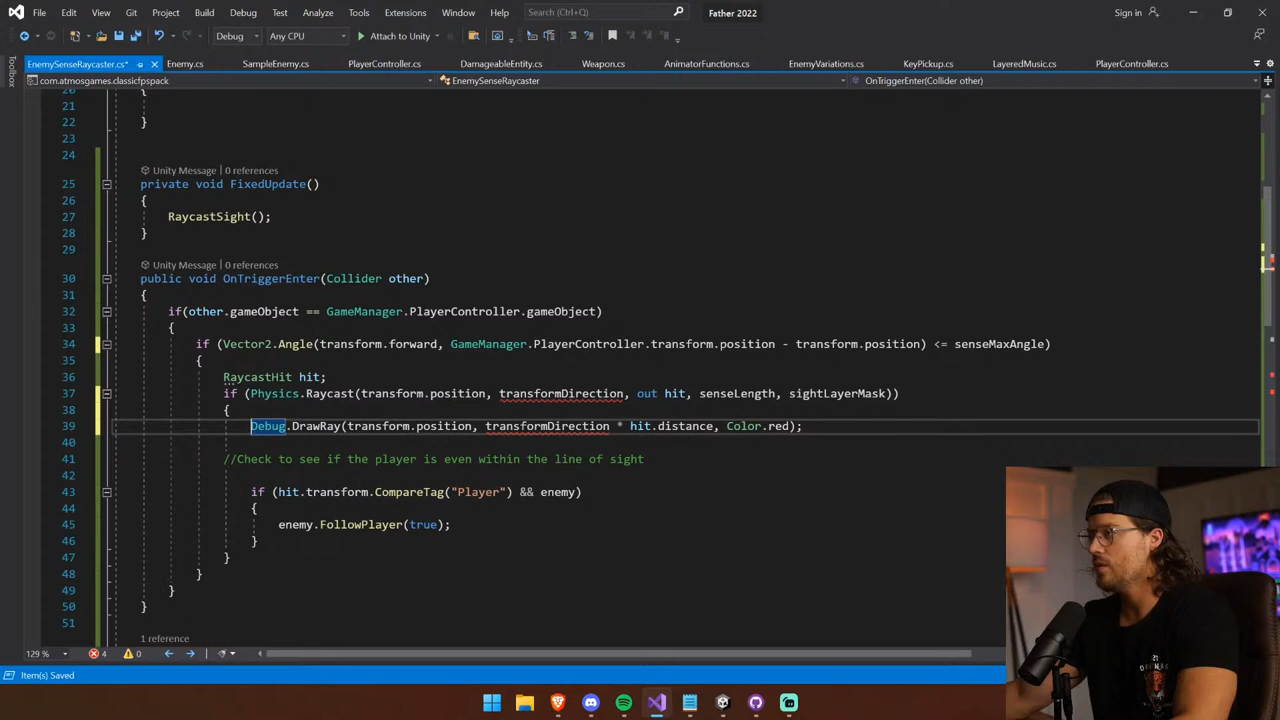 File Edit View Git Project Build Debug Test Analyze Tools Extensions Window Help Search (Ctrl+Q) Father 2022 Sign in
Debug Any CPU Attach to Unity
EnemySenseRaycaster.cs* Enemy.cs SampleEnemy.cs PlayerController.cs DamageableEntity.cs Weapon.cs AnimatorFunctions.cs EnemyVariations.cs KeyPickup.cs LayeredMusic.cs PlayerController.cs
Toolbox
com.atmosgames.classicfpspack EnemySenseRaycaster OnTriggerEnter(Collider other)
20 {
21
22 }
23
24
Unity Message | 0 references
25 private void FixedUpdate()
26 {
27 RaycastSight();
28 }
29
Unity Message | 0 references
30 public void OnTriggerEnter(Collider other)
31 {
32 if(other.gameObject == GameManager.PlayerController.gameObject)
33 {
34 if (Vector2.Angle(transform.forward, GameManager.PlayerController.transform.position - transform.position) <= senseMaxAngle)
35 {
36 RaycastHit hit;
37 if (Physics.Raycast(transform.position, transformDirection, out hit, senseLength, sightLayerMask))
38 {
39 Debug.DrawRay(transform.position, transformDirection * hit.distance, Color.red);
40
41 //Check to see if the player is even within the line of sight
42
43 if (hit.transform.CompareTag("Player") && enemy)
44 {
45 enemy.FollowPlayer(true);
46 }
47 }
48 }
49 }
50 }
51
1 reference
129 % 4 0
Item(s) Saved